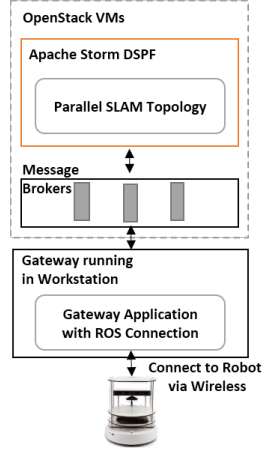 OpenStack VMs
Apache Storm DSPF
Parallel SLAM Topology
Message
Brokers
Gateway running
in Workstation
Gateway Application
with ROS Connection
Connect to Robot
via Wireless